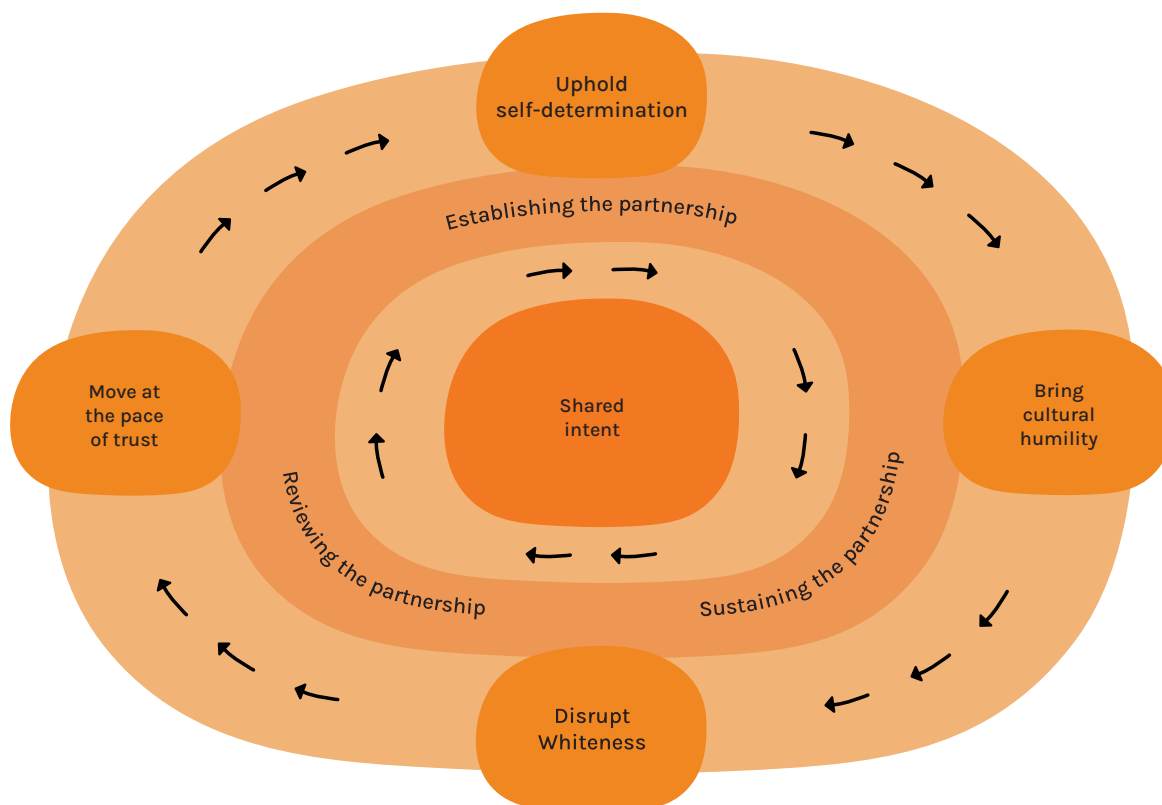 Uphold
self-determination
Establishing the partnership
Move at
the pace
of trust
Shared
intent
Bring
cultural
humility
Reviewing the partnership
Sustaining the partnership
Disrupt
Whiteness